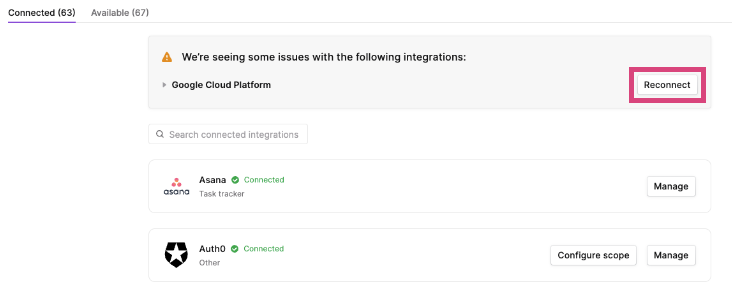 Connected (63) Available (67)
We're seeing some issues with the following integrations:
Google Cloud Platform Reconnect
Search connected integrations
asana Asana Connected Manage
Task tracker
Auth0 Connected Configure scope Manage
Other